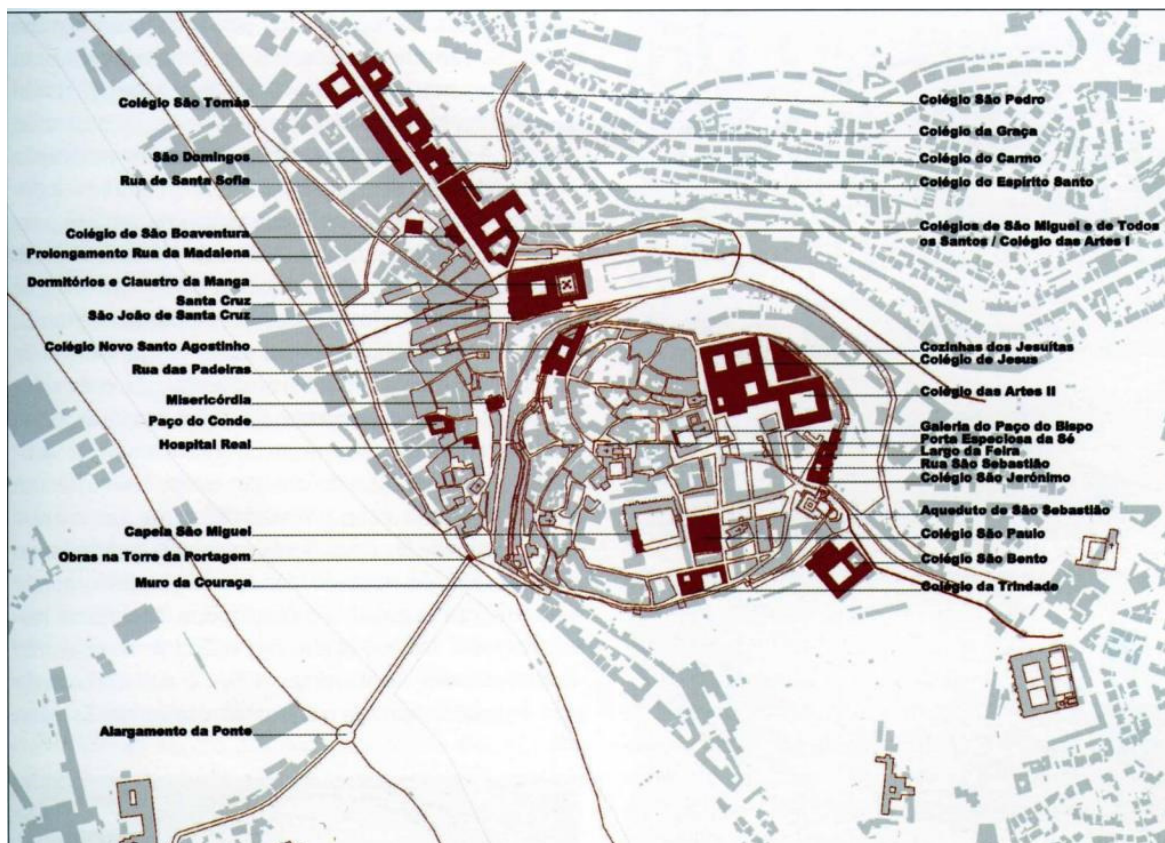 Colégio São Tomás
São Domingos
Rua de Santa Sofia
Colégio de São Boaventura
Prolongamento Rua da Madalena
Dormitórios e Claustro da Manga
Santa Cruz
São João de Santa Cruz
Colégio Novo Santo Agostinho
Rua das Padeiras
Misericórdia
Paço do Conde
Hospital Real
Capela São Miguel
Obras na Torre da Portagem
Muro da Couraça
Alargamento da Ponte
Colégio São Pedro
Colégio da Graça
Colégio do Carmo
Colégio do Espírito Santo
Colégios de São Miguel e de Todos
os Santos / Colégio das Artes I
Cozinhas dos Jesuítas
Colégio de Jesus
Colégio das Artes II
Galeria do Paço do Bispo
Porta Especiosa da Sé
Largo da Feira
Rua São Sebastião
Colégio São Jerónimo
Aqueduto de São Sebastião
Colégio São Paulo
Colégio São Bento
Colégio da Trindade